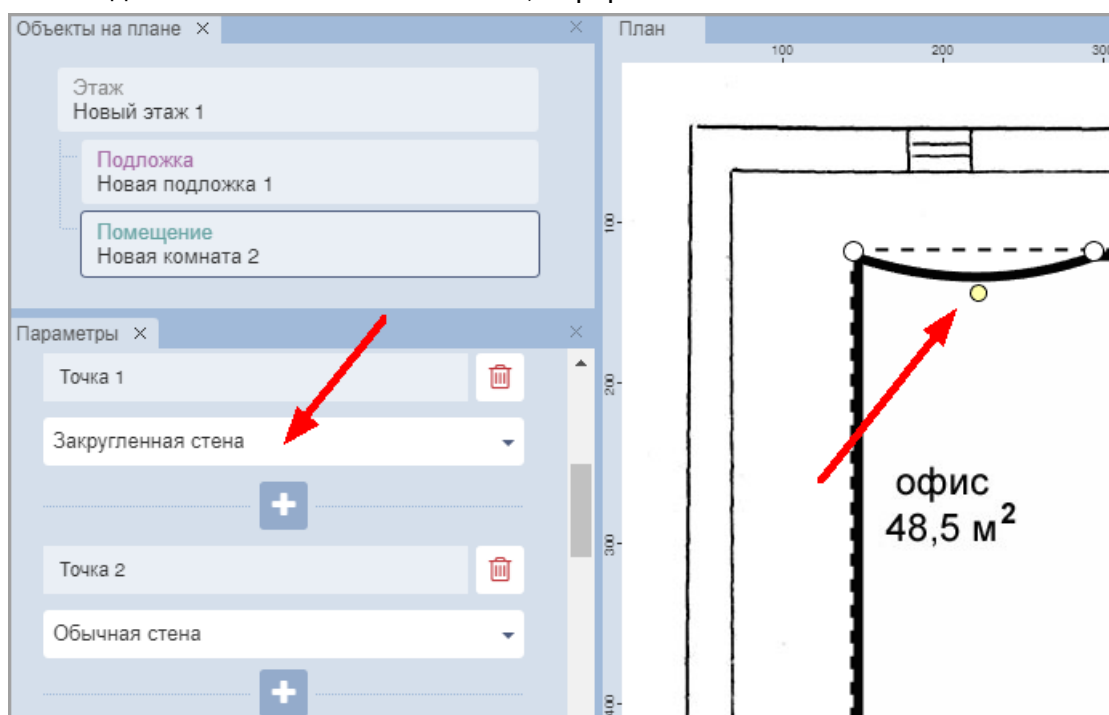 Объекты на плане ×
×
Этаж
Новый этаж 1
Подложка
Новая подложка 1
Помещение
Новая комната 2
Параметры ×
×
Точка 1
Закругленная стена
Точка 2
Обычная стена
План
100
200
100
200
300
400
офис
48,5 м²